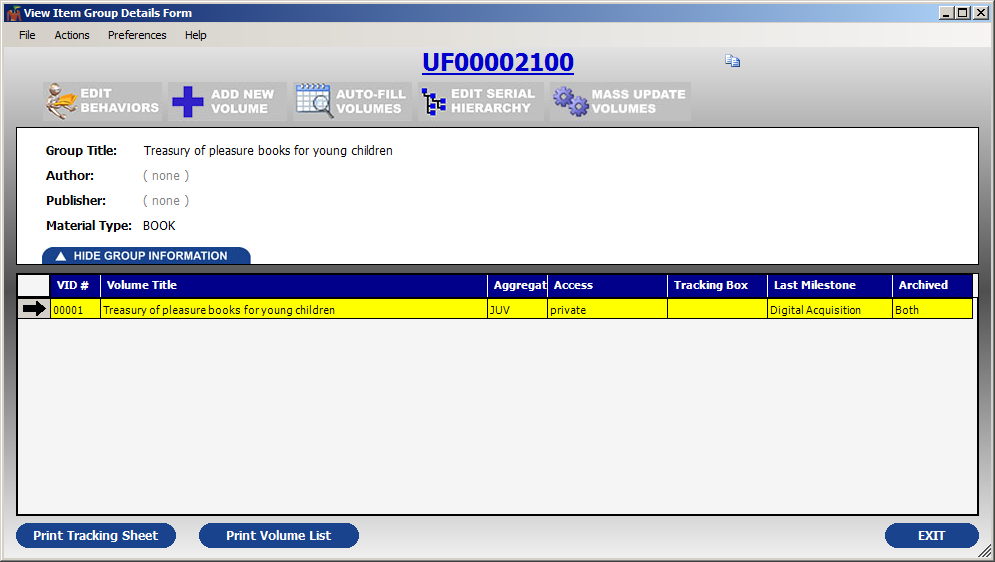 View Item Group Details Form
File Actions Preferences Help
UF00002100
EDIT BEHAVIORS
ADD NEW VOLUME
AUTO-FILL VOLUMES
EDIT SERIAL HIERARCHY
MASS UPDATE VOLUMES
Group Title: Treasury of pleasure books for young children
Author: ( none )
Publisher: ( none )
Material Type: BOOK
HIDE GROUP INFORMATION
VID # Volume Title Aggregat Access Tracking Box Last Milestone Archived
00001 Treasury of pleasure books for young children JUV private Digital Acquisition Both
Print Tracking Sheet Print Volume List EXIT